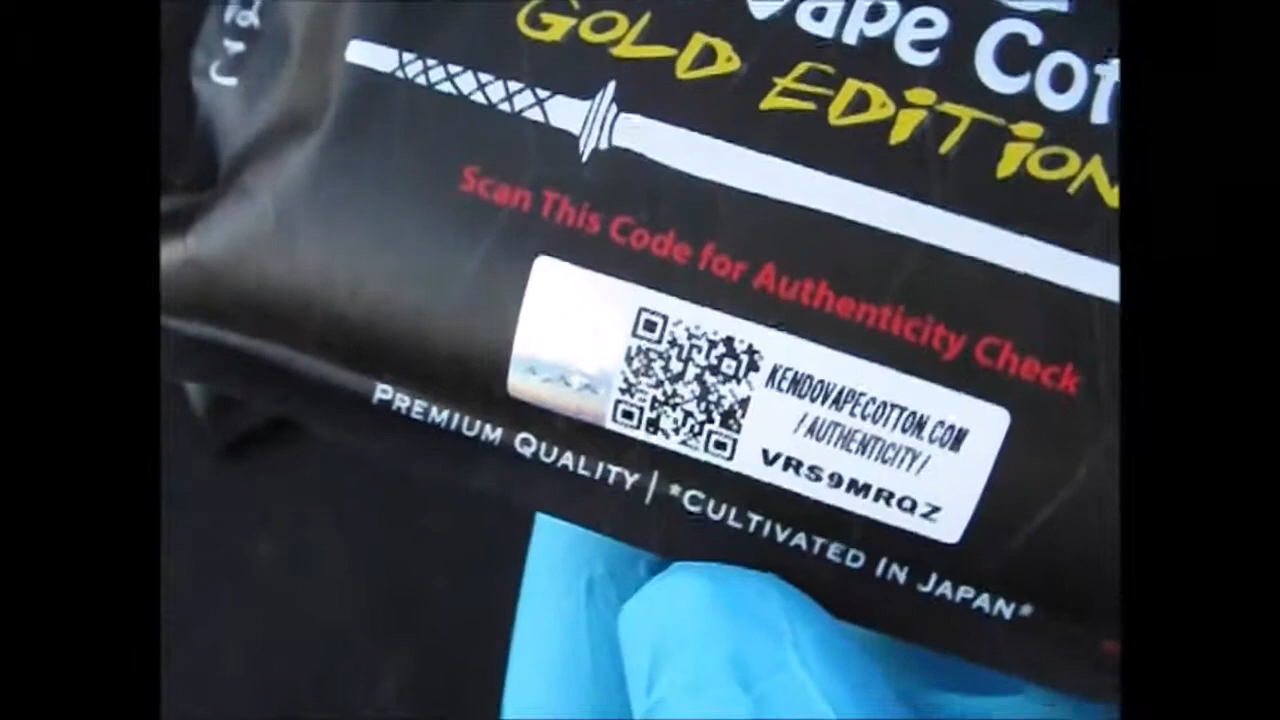 Vape Cot
GOLD EDITION
Scan This Code for Authenticity Check
KENDOVAPECOTTON.COM
/AUTHENTICITY/
VRS9MRQZ
PREMIUM QUALITY | *CULTIVATED IN JAPAN*